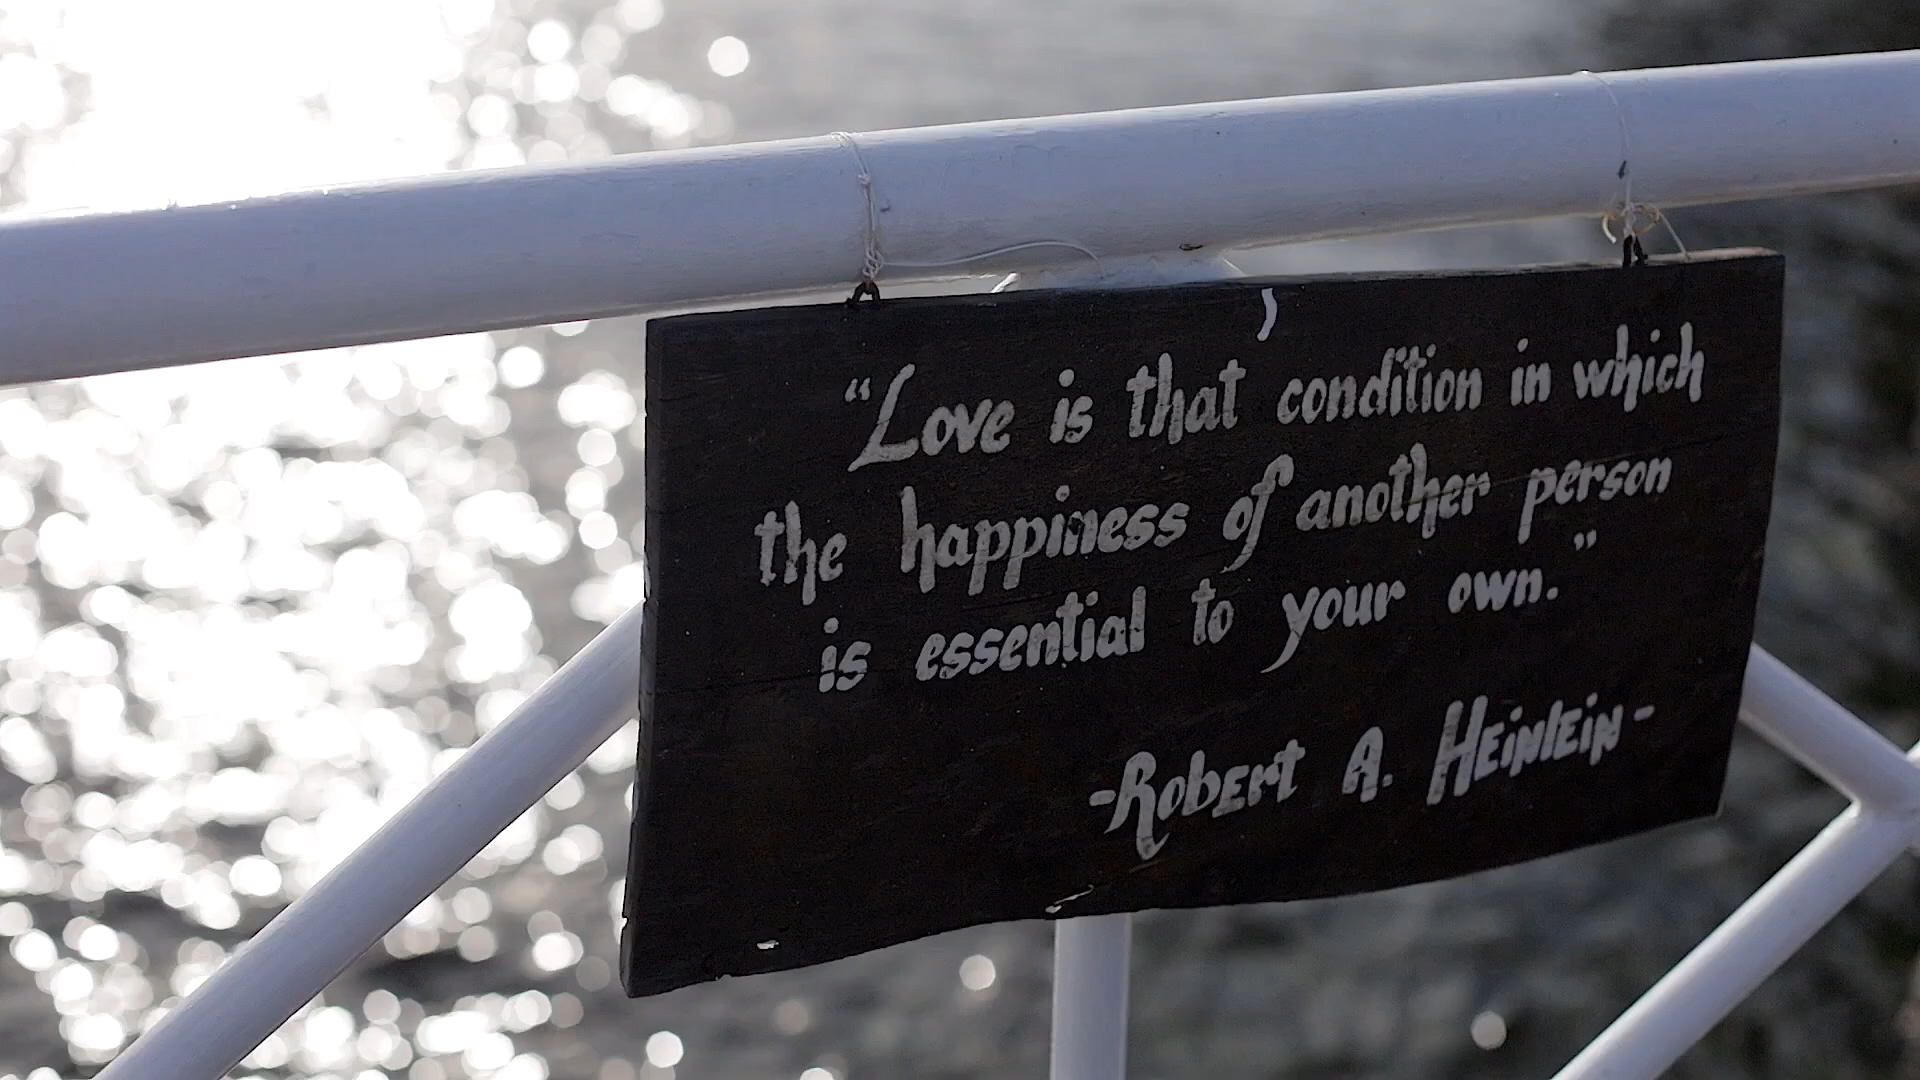 “Love is that condition in which
the happiness of another person
is essential to your own.”
-Robert A. Heinlein-